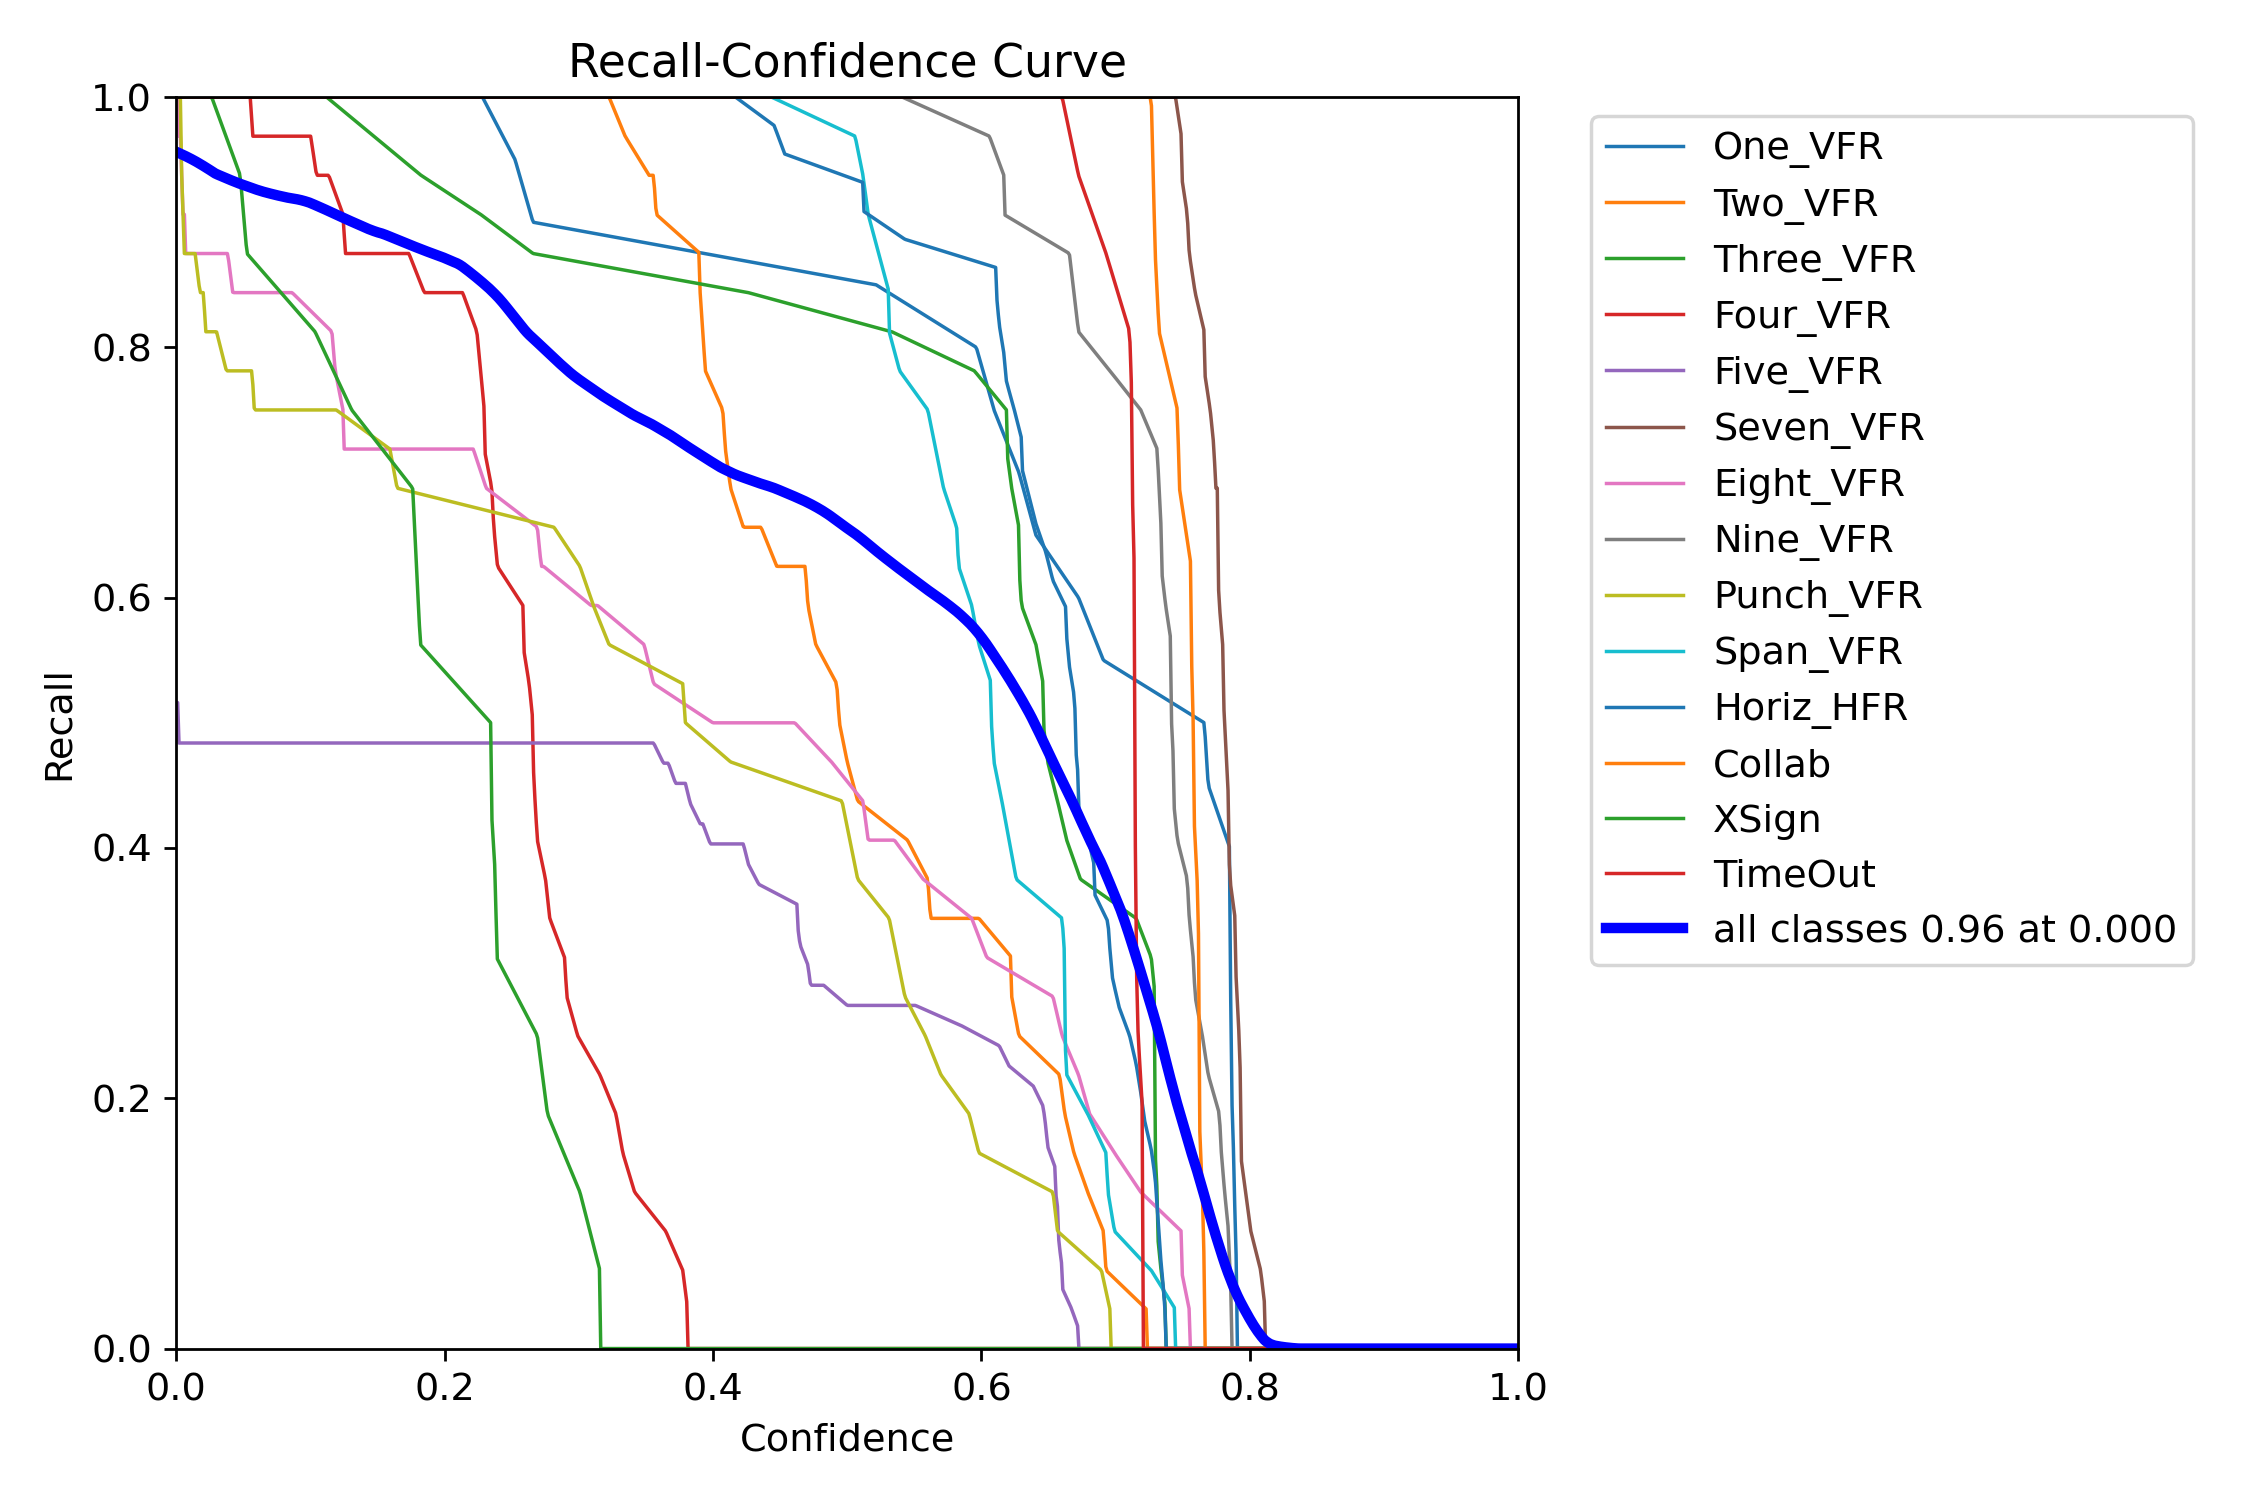 Recall-Confidence Curve
1.0
0.8
0.6
0.4
0.2
0.0
Recall
0.0 0.2 0.4 0.6 0.8 1.0
Confidence
One_VFR
Two_VFR
Three_VFR
Four_VFR
Five_VFR
Seven_VFR
Eight_VFR
Nine_VFR
Punch_VFR
Span_VFR
Horiz_HFR
Collab
XSign
TimeOut
all classes 0.96 at 0.000